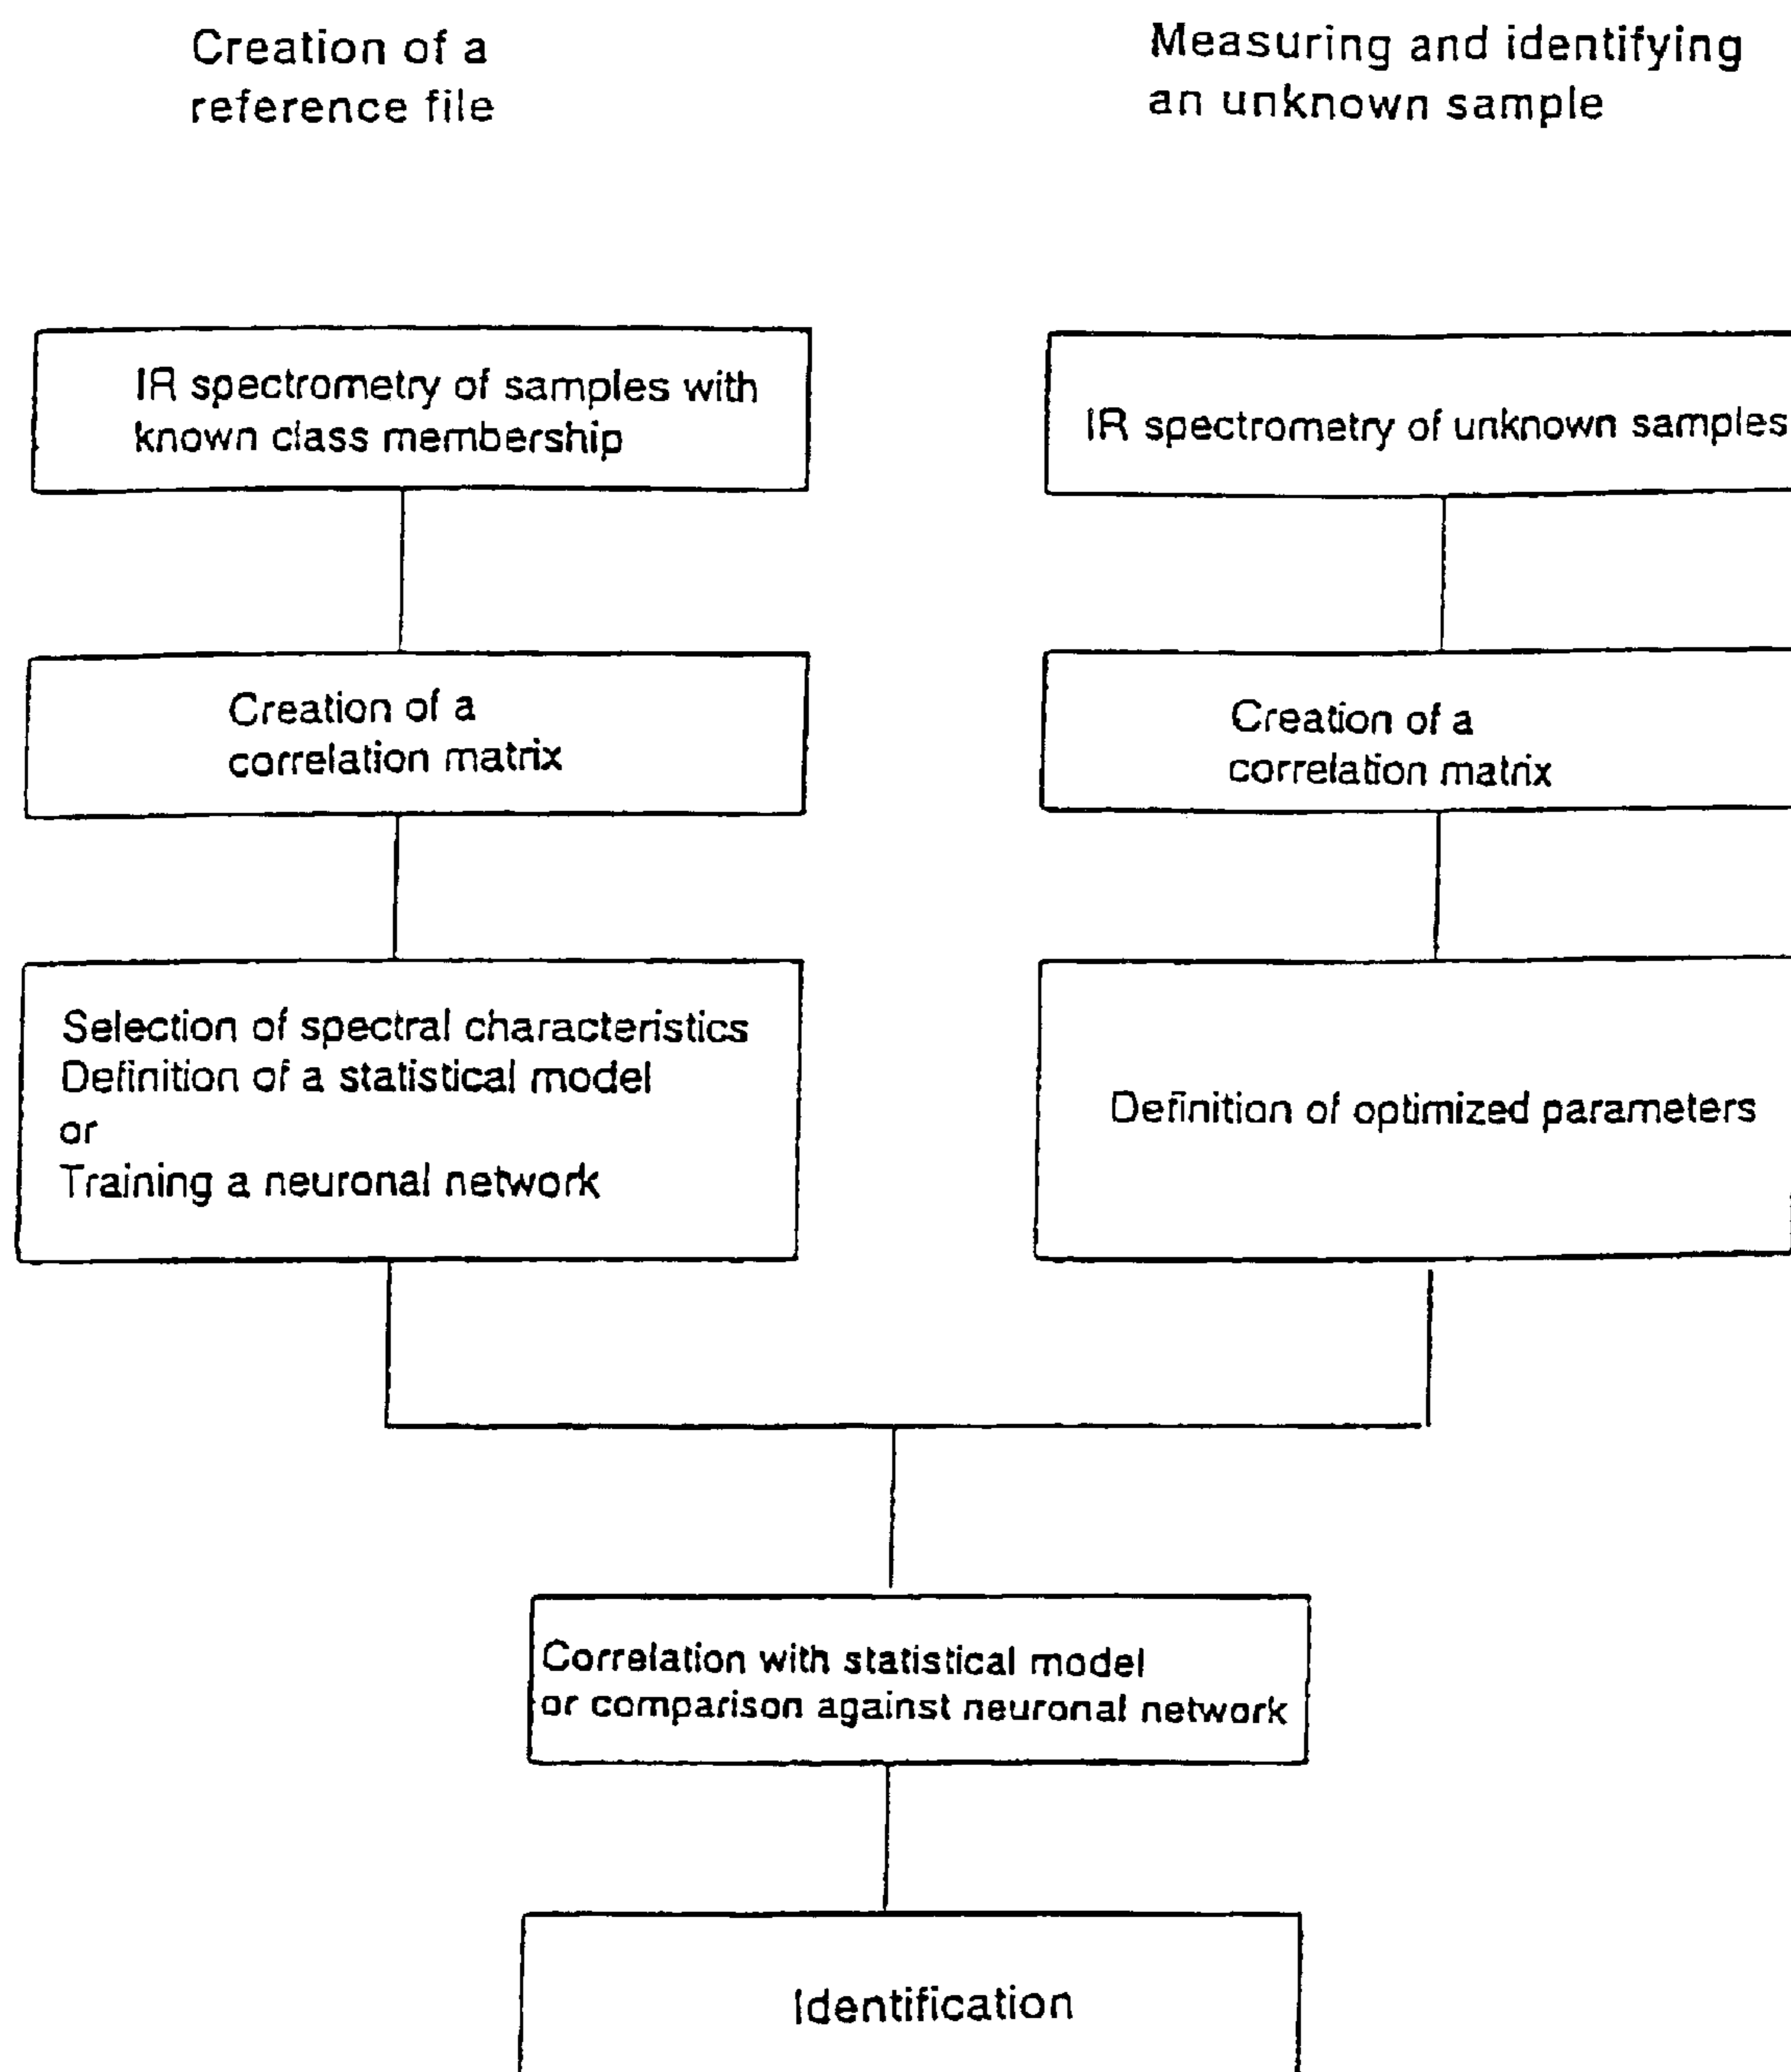 Creation of a
reference file
Measuring and identifying
an unknown sample
IR spectrometry of samples with
known class membership
IR spectrometry of unknown samples
Creation of a
correlation matrix
Creation of a
correlation matrix
Selection of spectral characteristics
Definition of a statistical model
or
Training a neuronal network
Definition of optimized parameters
Correlation with statistical model
or comparison against neuronal network
Identification